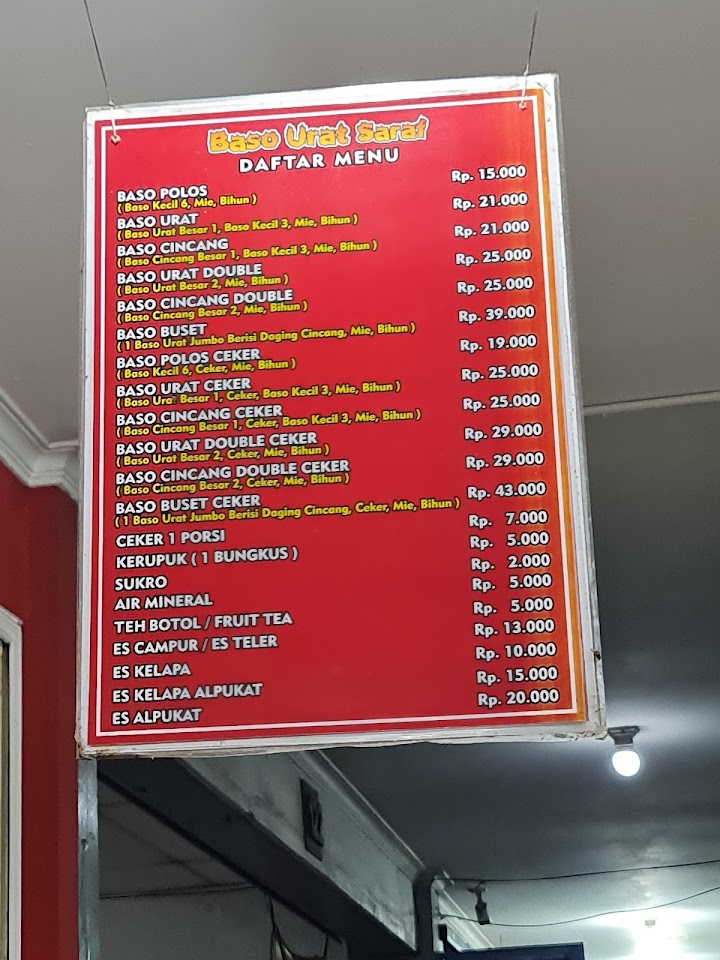 Baso Urat Saraf
DAFTAR MENU
BASO POLOS Rp. 15.000
( Baso Kecil 6, Mie, Bihun )
BASO URAT Rp. 21.000
( Baso Urat Besar 1, Baso Kecil 3, Mie, Bihun )
BASO CINCANG Rp. 21.000
( Baso Cincang Besar 1, Baso Kecil 3, Mie, Bihun )
BASO URAT DOUBLE Rp. 25.000
( Baso Urat Besar 2, Mie, Bihun )
BASO CINCANG DOUBLE Rp. 25.000
( Baso Cincang Besar 2, Mie, Bihun )
BASO BUSET Rp. 39.000
( 1 Baso Urat Jumbo Berisi Daging Cincang, Mie, Bihun )
BASO POLOS CEKER Rp. 19.000
( Baso Kecil 6, Ceker, Mie, Bihun )
BASO URAT CEKER Rp. 25.000
( Baso Urat Besar 1, Ceker, Baso Kecil 3, Mie, Bihun )
BASO CINCANG CEKER Rp. 25.000
( Baso Cincang Besar 1, Ceker, Baso Kecil 3, Mie, Bihun )
BASO URAT DOUBLE CEKER Rp. 29.000
( Baso Urat Besar 2, Ceker, Mie, Bihun )
BASO CINCANG DOUBLE CEKER Rp. 29.000
( Baso Cincang Besar 2, Ceker, Mie, Bihun )
BASO BUSET CEKER Rp. 43.000
( 1 Baso Urat Jumbo Berisi Daging Cincang, Ceker, Mie, Bihun )
CEKER 1 PORSI Rp. 7.000
KERUPUK ( 1 BUNGKUS ) Rp. 5.000
SUKRO Rp. 2.000
AIR MINERAL Rp. 5.000
TEH BOTOL / FRUIT TEA Rp. 5.000
ES CAMPUR / ES TELER Rp. 13.000
ES KELAPA Rp. 10.000
ES KELAPA ALPUKAT Rp. 15.000
ES ALPUKAT Rp. 20.000